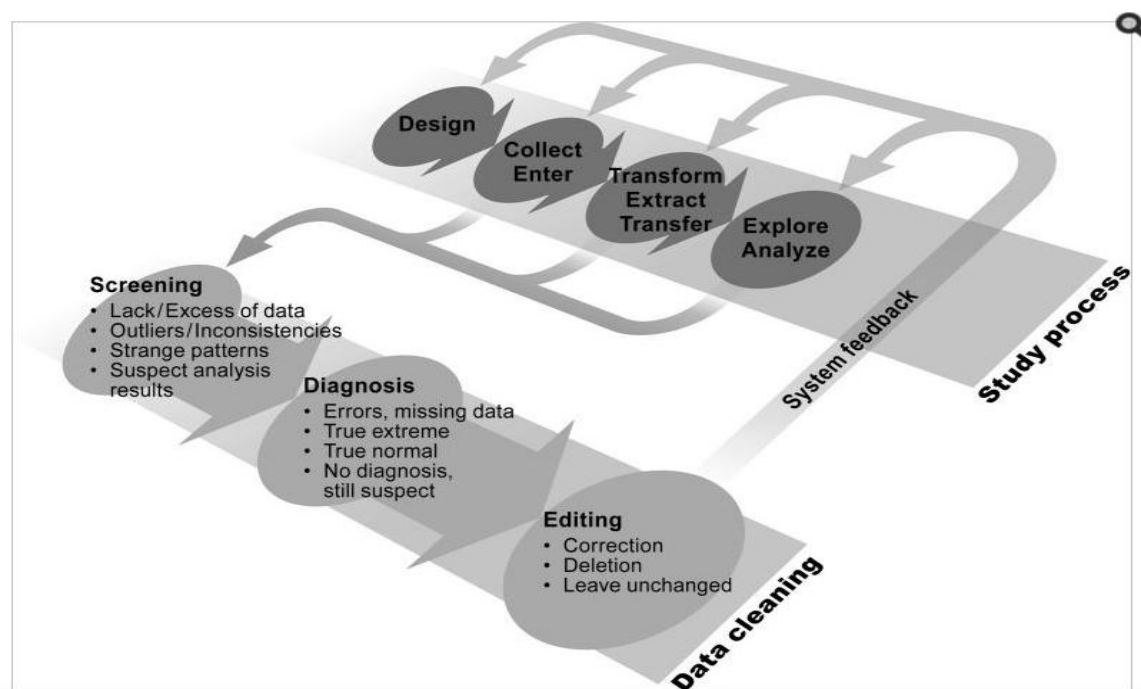 Design
Collect
Enter
Transform
Extract
Transfer
Explore
Analyze
Study process
System feedback
Screening
• Lack/Excess of data
• Outliers/Inconsistencies
• Strange patterns
• Suspect analysis
results
Diagnosis
• Errors, missing data
• True extreme
• True normal
• No diagnosis,
still suspect
Editing
• Correction
• Deletion
• Leave unchanged
Data cleaning